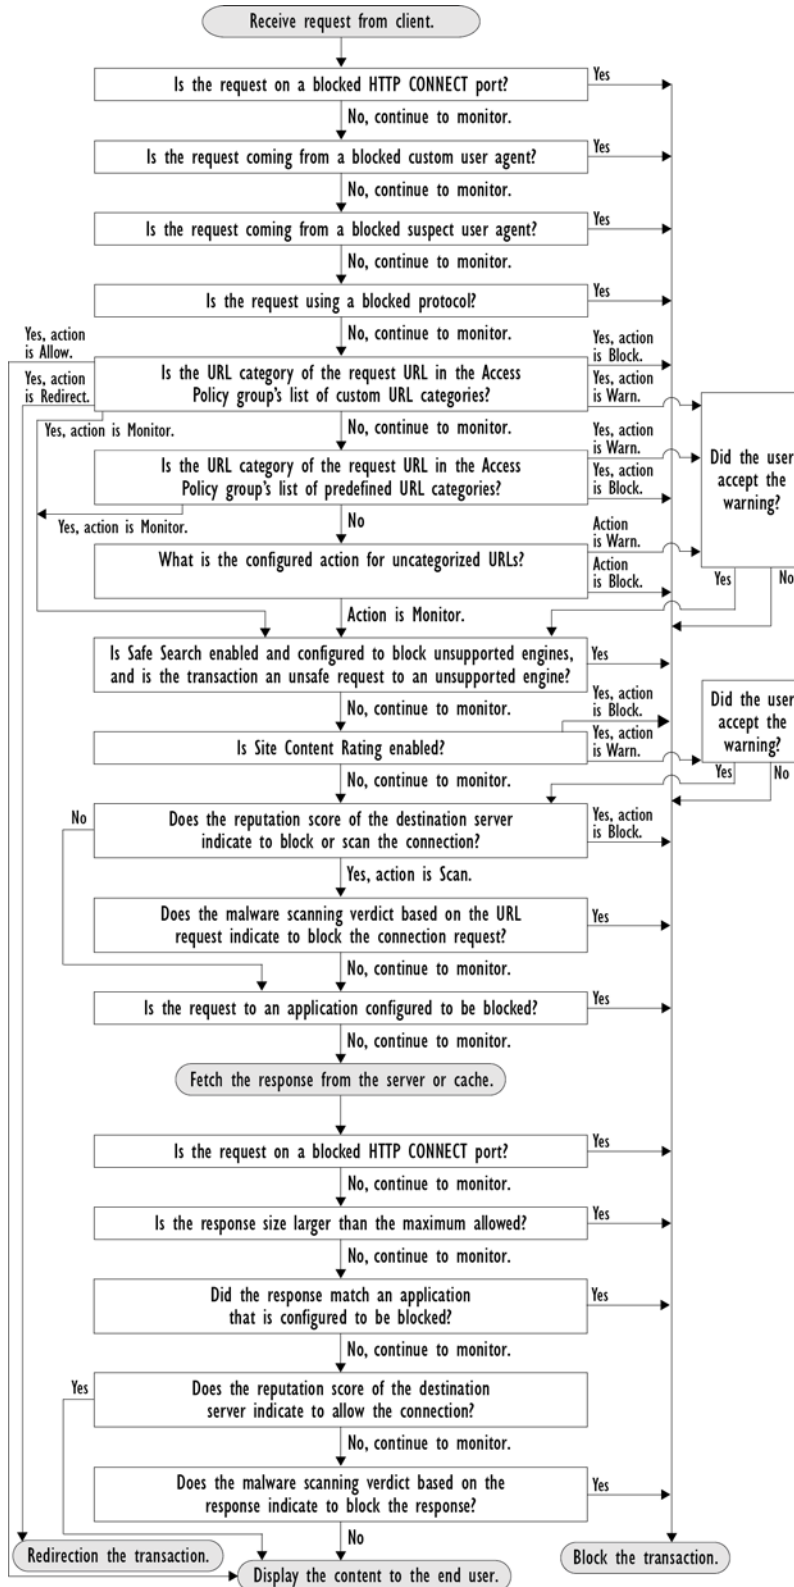 Receive request from client.
Is the request on a blocked HTTP CONNECT port?
Yes
No, continue to monitor.
Is the request coming from a blocked custom user agent?
Yes
No, continue to monitor.
Is the request coming from a blocked suspect user agent?
Yes
No, continue to monitor.
Is the request using a blocked protocol?
Yes
No, continue to monitor.
Yes, action
is Allow.
Yes, action
is Redirect.
Is the URL category of the request URL in the Access
Policy group's list of custom URL categories?
Yes, action
is Block.
Yes, action
is Warn.
Yes, action is Monitor.
No, continue to monitor.
Is the URL category of the request URL in the Access
Policy group's list of predefined URL categories?
Yes, action
is Warn.
Yes, action
is Block.
Did the user
accept the
warning?
Yes, action is Monitor.
No
What is the configured action for uncategorized URLs?
Action
is Warn.
Action
is Block.
Yes
No
Action is Monitor.
Is Safe Search enabled and configured to block unsupported engines,
and is the transaction an unsafe request to an unsupported engine?
Yes
No, continue to monitor.
Is Site Content Rating enabled?
Yes, action
is Block.
Yes, action
is Warn.
Did the user
accept the
warning?
Yes
No
No, continue to monitor.
No
Does the reputation score of the destination server
indicate to block or scan the connection?
Yes, action
is Block.
Yes, action is Scan.
Does the malware scanning verdict based on the URL
request indicate to block the connection request?
Yes
No, continue to monitor.
Is the request to an application configured to be blocked?
Yes
No, continue to monitor.
Fetch the response from the server or cache.
Is the request on a blocked HTTP CONNECT port?
Yes
No, continue to monitor.
Is the response size larger than the maximum allowed?
Yes
No, continue to monitor.
Did the response match an application
that is configured to be blocked?
Yes
No, continue to monitor.
Yes
Does the reputation score of the destination
server indicate to allow the connection?
No, continue to monitor.
Does the malware scanning verdict based on the
response indicate to block the response?
Yes
No
Redirection the transaction.
Display the content to the end user.
Block the transaction.